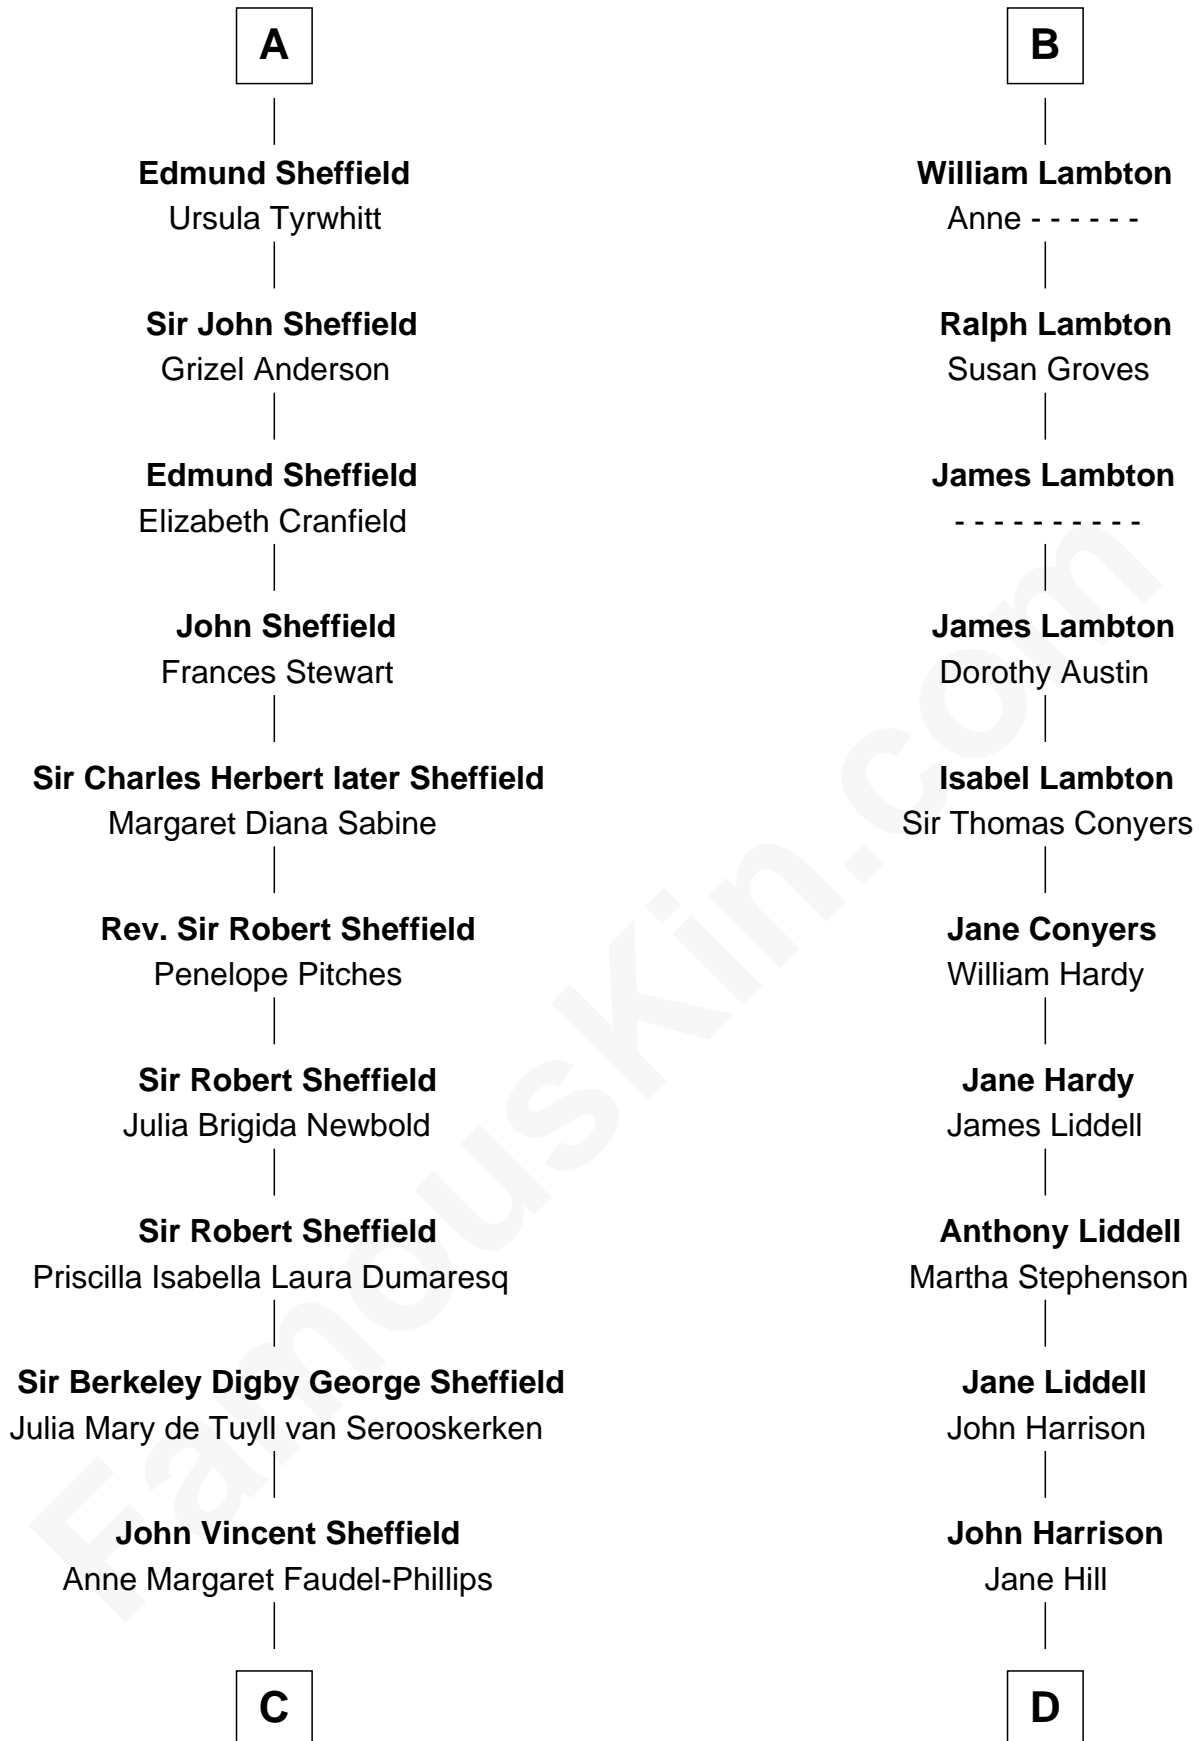 A
Edmund Sheffield
Ursula Tyrwhitt
Sir John Sheffield
Grizel Anderson
Edmund Sheffield
Elizabeth Cranfield
John Sheffield
Frances Stewart
Sir Charles Herbert later Sheffield
Margaret Diana Sabine
Rev. Sir Robert Sheffield
Penelope Pitches
Sir Robert Sheffield
Julia Brigida Newbold
Sir Robert Sheffield
Priscilla Isabella Laura Dumaresq
Sir Berkeley Digby George Sheffield
Julia Mary de Tuyll van Serooskerken
John Vincent Sheffield
Anne Margaret Faudel-Phillips
C
B
William Lambton
Anne - - - - - -
Ralph Lambton
Susan Groves
James Lambton
- - - - - - - - - -
James Lambton
Dorothy Austin
Isabel Lambton
Sir Thomas Conyers
Jane Conyers
William Hardy
Jane Hardy
James Liddell
Anthony Liddell
Martha Stephenson
Jane Liddell
John Harrison
John Harrison
Jane Hill
D
FamousKin.com